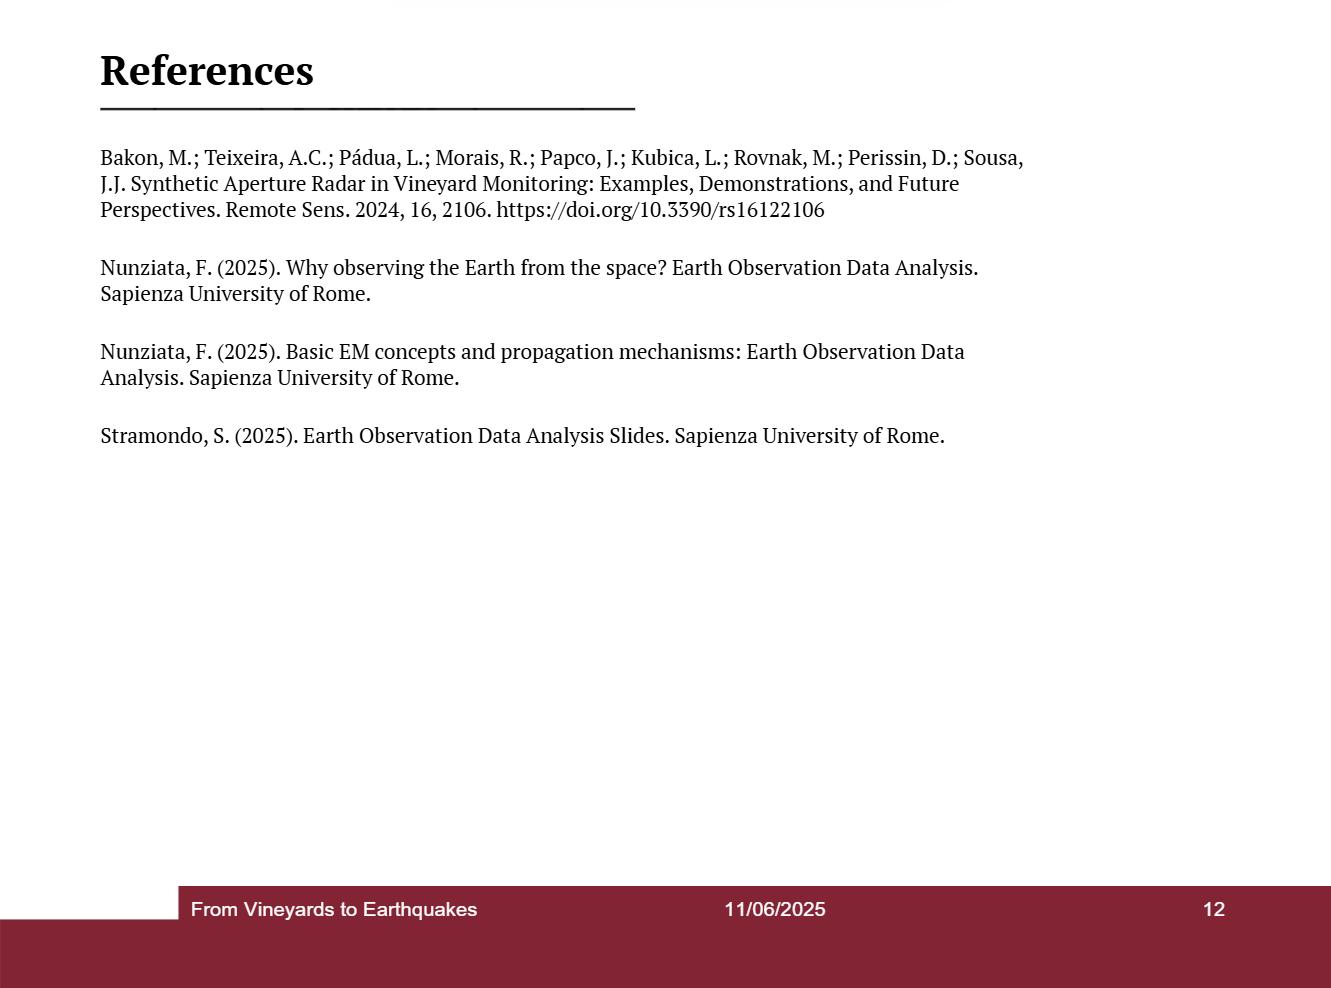 References
Bakon, M.; Teixeira, A.C.; Pádua, L.; Morais, R.; Papco, J.; Kubica, L.; Rovnak, M.; Perissin, D.; Sousa,
J.J. Synthetic Aperture Radar in Vineyard Monitoring: Examples, Demonstrations, and Future
Perspectives. Remote Sens. 2024, 16, 2106. https://doi.org/10.3390/rs16122106
Nunziata, F. (2025). Why observing the Earth from the space? Earth Observation Data Analysis.
Sapienza University of Rome.
Nunziata, F. (2025). Basic EM concepts and propagation mechanisms: Earth Observation Data
Analysis. Sapienza University of Rome.
Stramondo, S. (2025). Earth Observation Data Analysis Slides. Sapienza University of Rome.
From Vineyards to Earthquakes 11/06/2025 12